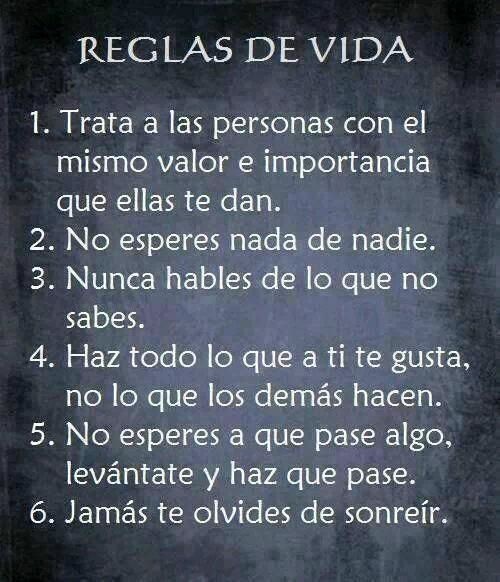 REGLAS DE VIDA
1. Trata a las personas con el
mismo valor e importancia
que ellas te dan.
2. No esperes nada de nadie.
3. Nunca hables de lo que no
sabes.
4. Haz todo lo que a ti te gusta,
no lo que los demás hacen.
5. No esperes a que pase algo,
levántate y haz que pase.
6. Jamás te olvides de sonreír.